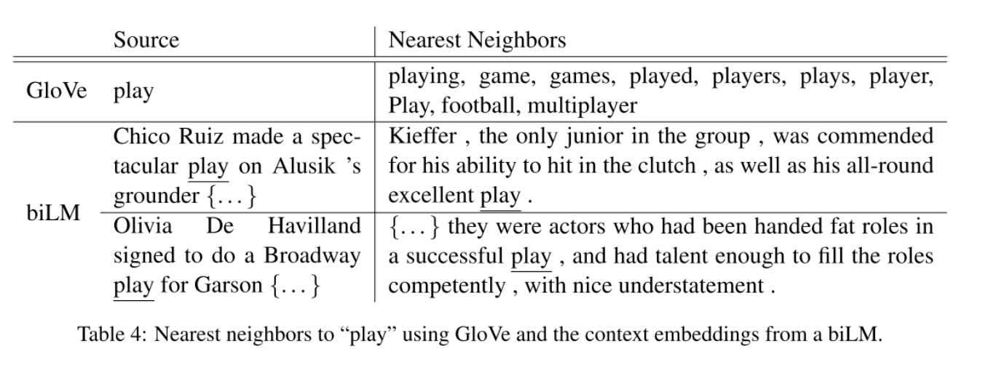 Source Nearest Neighbors
GloVe play playing, game, games, played, players, plays, player,
Play, football, multiplayer
biLM
Chico Ruiz made a spec-
tacular play on Alusik ’s
grounder {...}
Kieffer , the only junior in the group , was commended
for his ability to hit in the clutch , as well as his all-round
excellent play .
Olivia De Havilland
signed to do a Broadway
play for Garson {...}
{...} they were actors who had been handed fat roles in
a successful play , and had talent enough to fill the roles
competently , with nice understatement .
Table 4: Nearest neighbors to “play” using GloVe and the context embeddings from a biLM.